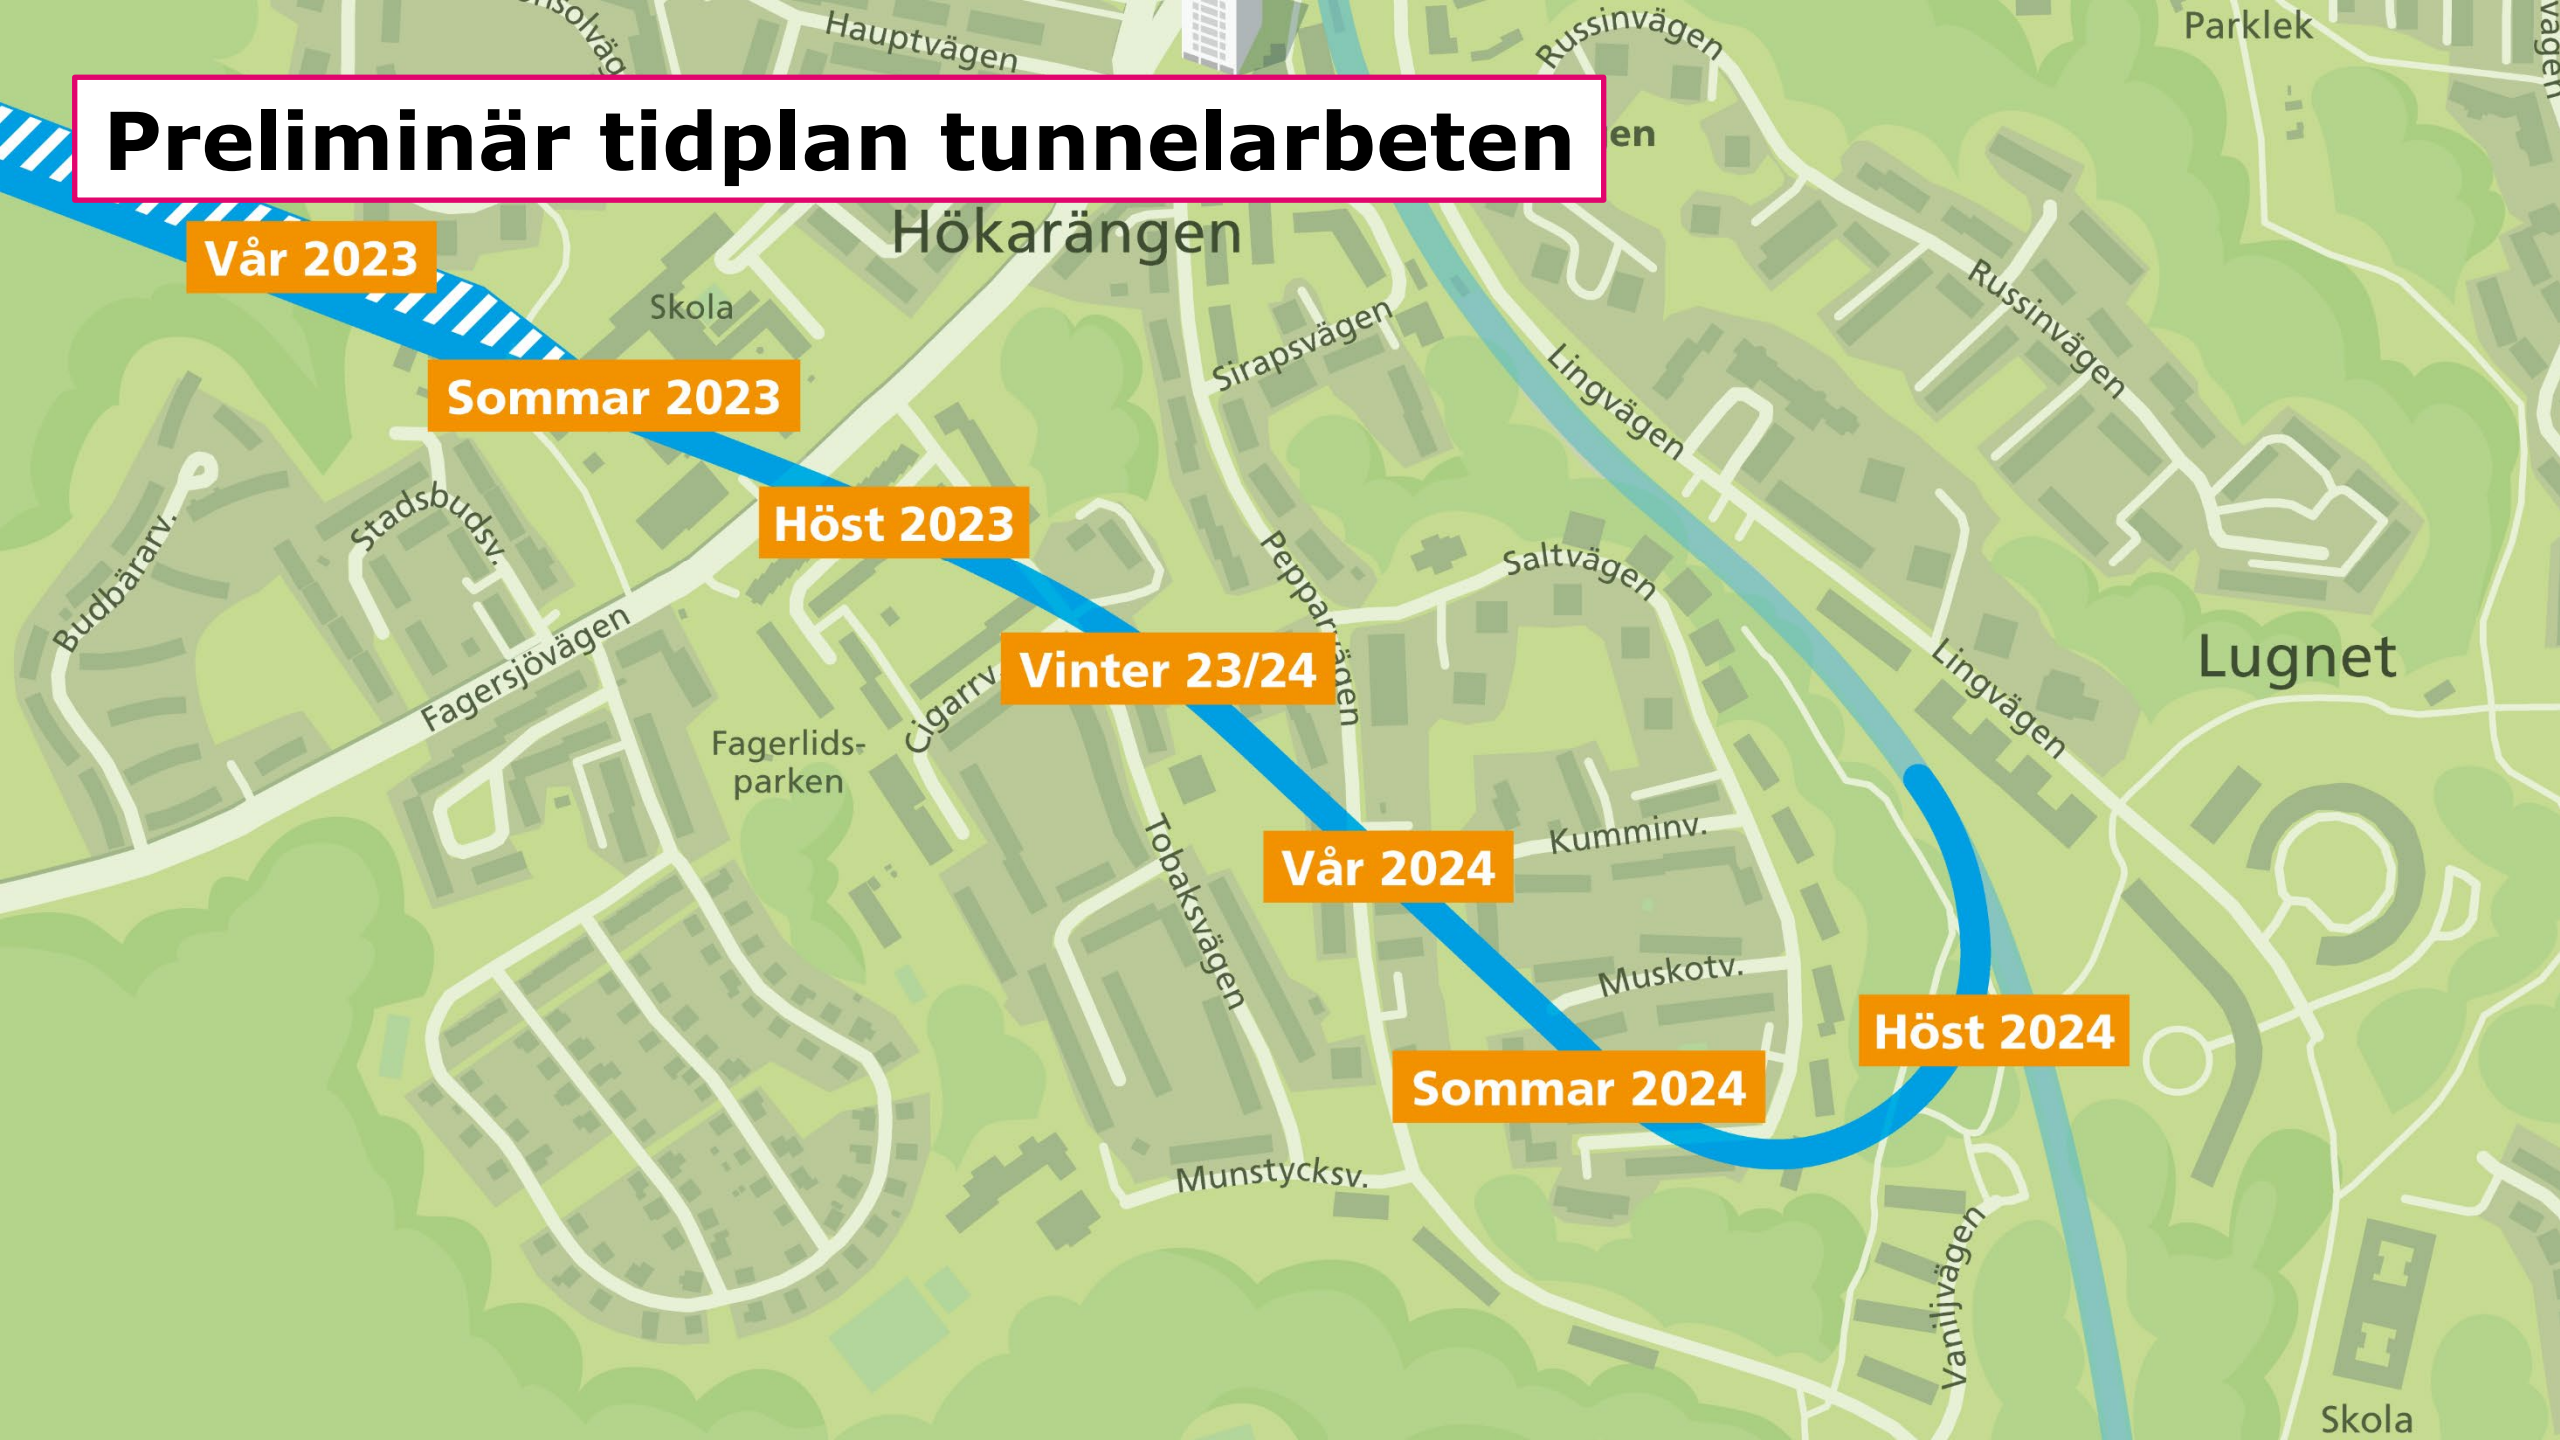 Hauptvägen
Russinvägen
Parklek
Preliminär tidplan tunnelarbeten
Hökarängen
Vår 2023
Skola
Sirapsvägen
Russinvägen
Sommar 2023
Lingvägen
Stadsbudsv.
Höst 2023
Budbärarv.
Pepparvägen
Saltvägen
Fagersjövägen
Vinter 23/24
Lugnet
Cigarrv.
Lingvägen
Fagerlids-
parken
Tobaksvägen
Vår 2024
Kumminv.
Muskotv.
Höst 2024
Sommar 2024
Munstycksv.
Vaniljvägen
Skola